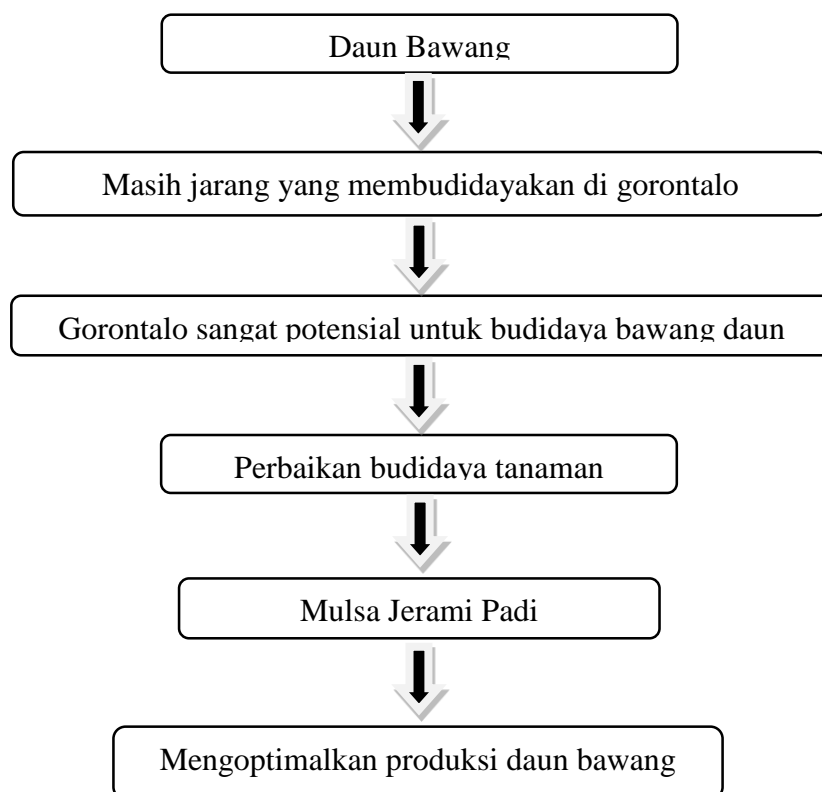 Daun Bawang
Masih jarang yang membudidayakan di gorontalo
Gorontalo sangat potensial untuk budidaya bawang daun
Perbaikan budidaya tanaman
Mulsa Jerami Padi
Mengoptimalkan produksi daun bawang